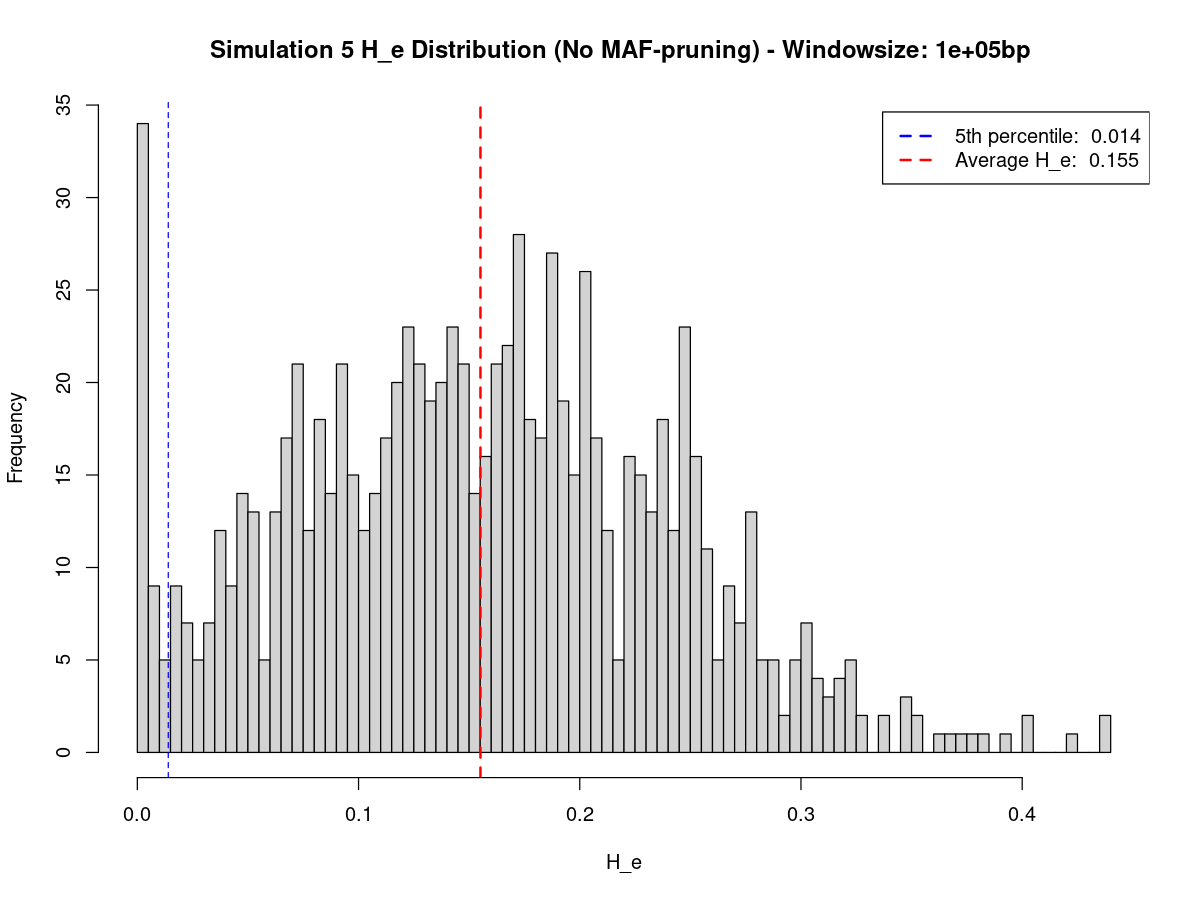 Simulation 5 H_e Distribution (No MAF-pruning) - Windowsize: 1e+05bp
5th percentile:  0.014
Average H_e:  0.155
35
30
25
20
15
10
5
0
Frequency
0.0 0.1 0.2 0.3 0.4
H_e